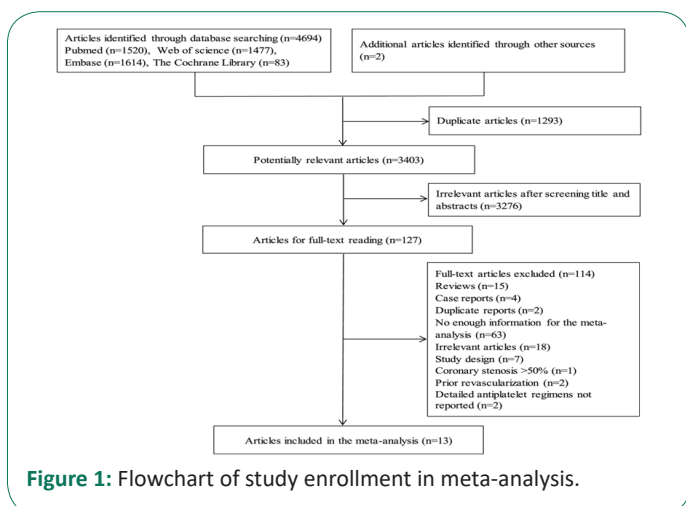 Articles identified through database searching (n=4694)
Pubmed (n=1520), Web of science (n=1477),
Embase (n=1614), The Cochrane Library (n=83)
Additional articles identified through other sources
(n=2)
Duplicate articles (n=1293)
Potentially relevant articles (n=3403)
Irrelevant articles after screening title and
abstracts (n=3276)
Articles for full-text reading (n=127)
Full-text articles excluded (n=114)
Reviews (n=15)
Case reports (n=4)
Duplicate reports (n=2)
No enough information for the meta-
analysis (n=63)
Irrelevant articles (n=18)
Study design (n=7)
Coronary stenosis >50% (n=1)
Prior revascularization (n=2)
Detailed antiplatelet regimens not
reported (n=2)
Articles included in the meta-analysis (n=13)
Figure 1: Flowchart of study enrollment in meta-analysis.